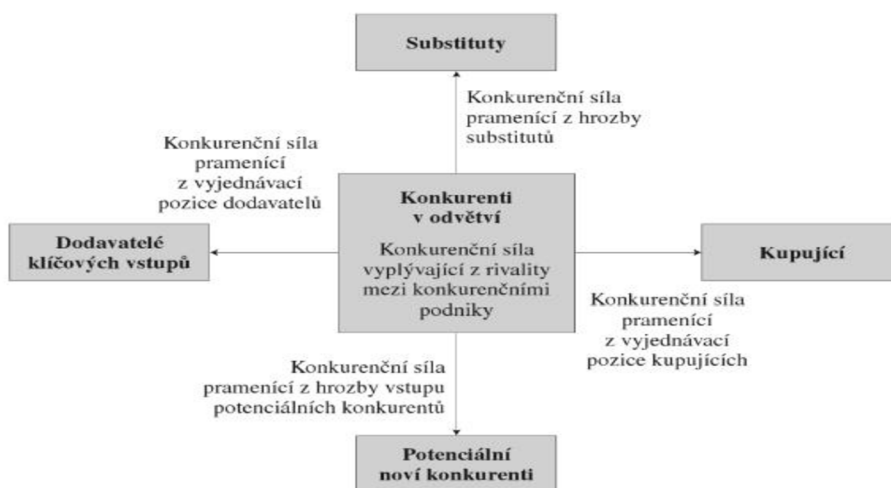 Substituty
Konkurenční síla
pramenící z hrozby
substitutů
Konkurenční síla
pramenící
z vyjednávací
pozice dodavatelů
Konkurenti
v odvětví
Konkurenční síla
vyplývající z rivality
mezi konkurenčními
podniky
Dodavatelé
klíčových vstupů
Kupující
Konkurenční síla
pramenící
z vyjednávací
pozice kupujících
Konkurenční síla
pramenící z hrozby vstupu
potenciálních konkurentů
Potenciální
noví konkurenti